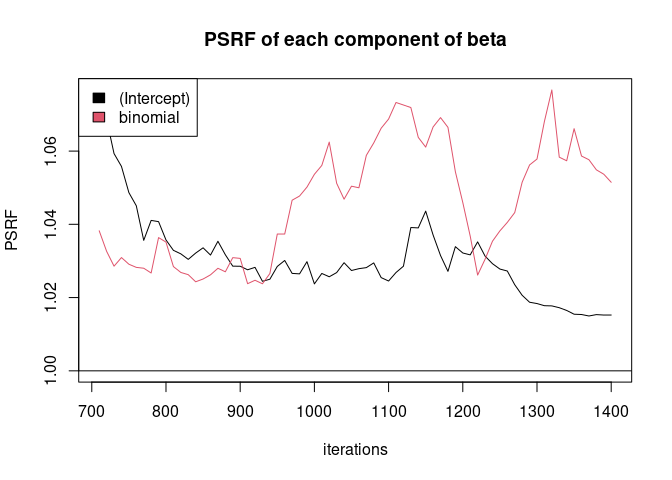 PSRF of each component of beta
(Intercept)
binomial
PSRF
1.06
1.04
1.02
1.00
700 800 900 1000 1100 1200 1300 1400
iterations